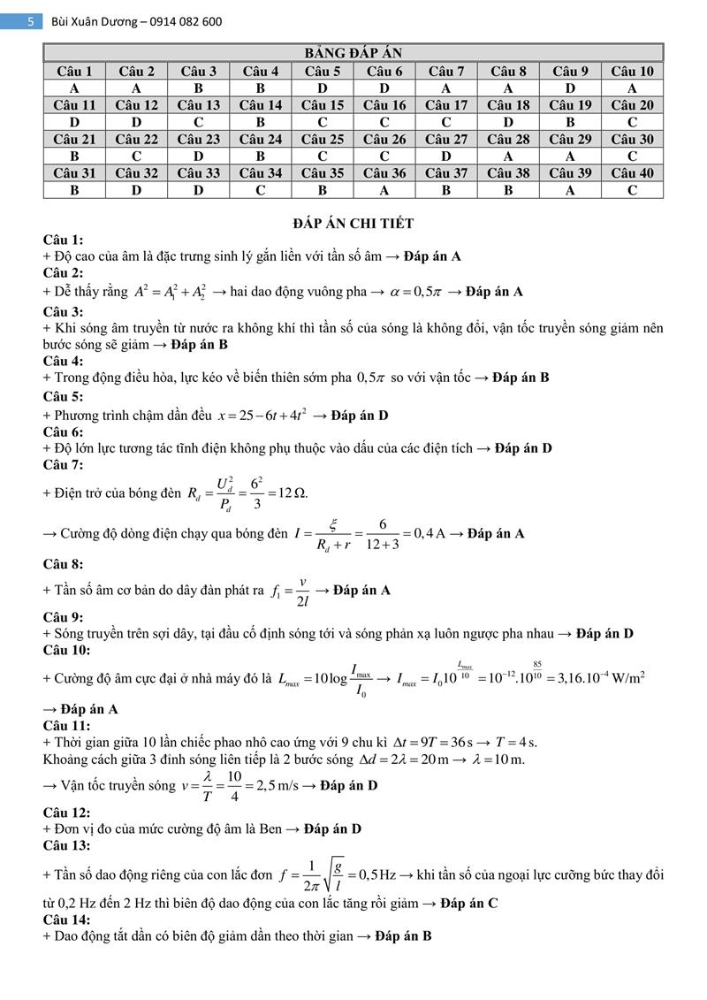 5 Bùi Xuân Dương – 0914 082 600
BẢNG ĐÁP ÁN
Câu 1 Câu 2 Câu 3 Câu 4 Câu 5 Câu 6 Câu 7 Câu 8 Câu 9 Câu 10
A A B B D D A A D A
Câu 11 Câu 12 Câu 13 Câu 14 Câu 15 Câu 16 Câu 17 Câu 18 Câu 19 Câu 20
D D C B C C C D B C
Câu 21 Câu 22 Câu 23 Câu 24 Câu 25 Câu 26 Câu 27 Câu 28 Câu 29 Câu 30
B C D B C C D A A C
Câu 31 Câu 32 Câu 33 Câu 34 Câu 35 Câu 36 Câu 37 Câu 38 Câu 39 Câu 40
B D D C B A B B A C
ĐÁP ÁN CHI TIẾT
Câu 1:
+ Độ cao của âm là đặc trưng sinh lý gắn liền với tần số âm → Đáp án A
Câu 2:
+ Dễ thấy rằng A² = A₁² + A₂² → hai dao động vuông pha → α = 0,5π → Đáp án A
Câu 3:
+ Khi sóng âm truyền từ nước ra không khí thì tần số của sóng là không đổi, vận tốc truyền sóng giảm nên
bước sóng sẽ giảm → Đáp án B
Câu 4:
+ Trong động điều hòa, lực kéo về biến thiên sớm pha 0,5π so với vận tốc → Đáp án B
Câu 5:
+ Phương trình chậm dần đều x = 25 − 6t + 4t² → Đáp án D
Câu 6:
+ Độ lớn lực tương tác tĩnh điện không phụ thuộc vào dấu của các điện tích → Đáp án D
Câu 7:
+ Điện trở của bóng đèn R_d = U_d²/P_d = 6²/3 = 12 Ω.
→ Cường độ dòng điện chạy qua bóng đèn I = ξ/(R_d + r) = 6/(12+3) = 0,4 A → Đáp án A
Câu 8:
+ Tần số âm cơ bản do dây đàn phát ra f₁ = v/2l → Đáp án A
Câu 9:
+ Sóng truyền trên sợi dây, tại đầu cố định sóng tới và sóng phản xạ luôn ngược pha nhau → Đáp án D
Câu 10:
+ Cường độ âm cực đại ở nhà máy đó là L_max = 10log I_max/I₀ → I_max = I₀10^(L_max/10) = 10⁻¹².10^(85/10) = 3,16.10⁻⁴ W/m²
→ Đáp án A
Câu 11:
+ Thời gian giữa 10 lần chiếc phao nhô cao ứng với 9 chu kì Δt = 9T = 36 s → T = 4 s.
Khoảng cách giữa 3 đỉnh sóng liên tiếp là 2 bước sóng Δd = 2λ = 20 m → λ = 10 m.
→ Vận tốc truyền sóng v = λ/T = 10/4 = 2,5 m/s → Đáp án D
Câu 12:
+ Đơn vị đo của mức cường độ âm là Ben → Đáp án D
Câu 13:
+ Tần số dao động riêng của con lắc đơn f = 1/2π √(g/l) = 0,5 Hz → khi tần số của ngoại lực cưỡng bức thay đổi
từ 0,2 Hz đến 2 Hz thì biên độ dao động của con lắc tăng rồi giảm → Đáp án C
Câu 14:
+ Dao động tắt dần có biên độ giảm dần theo thời gian → Đáp án B